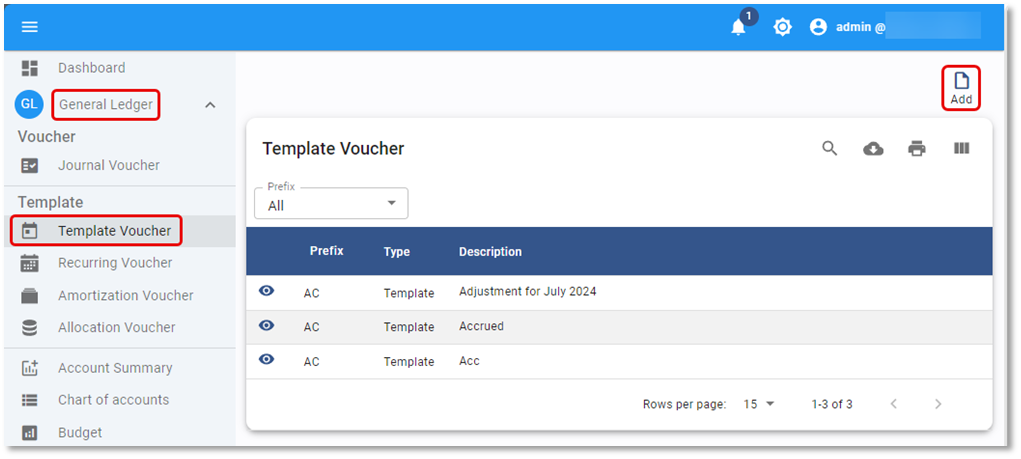 1
admin @
Dashboard
GL General Ledger
Add
Voucher
Journal Voucher
Template
Template Voucher
Recurring Voucher
Amortization Voucher
Allocation Voucher
Account Summary
Chart of accounts
Budget
Template Voucher
Prefix
All
Prefix Type Description
AC Template Adjustment for July 2024
AC Template Accrued
AC Template Acc
Rows per page: 15 1-3 of 3